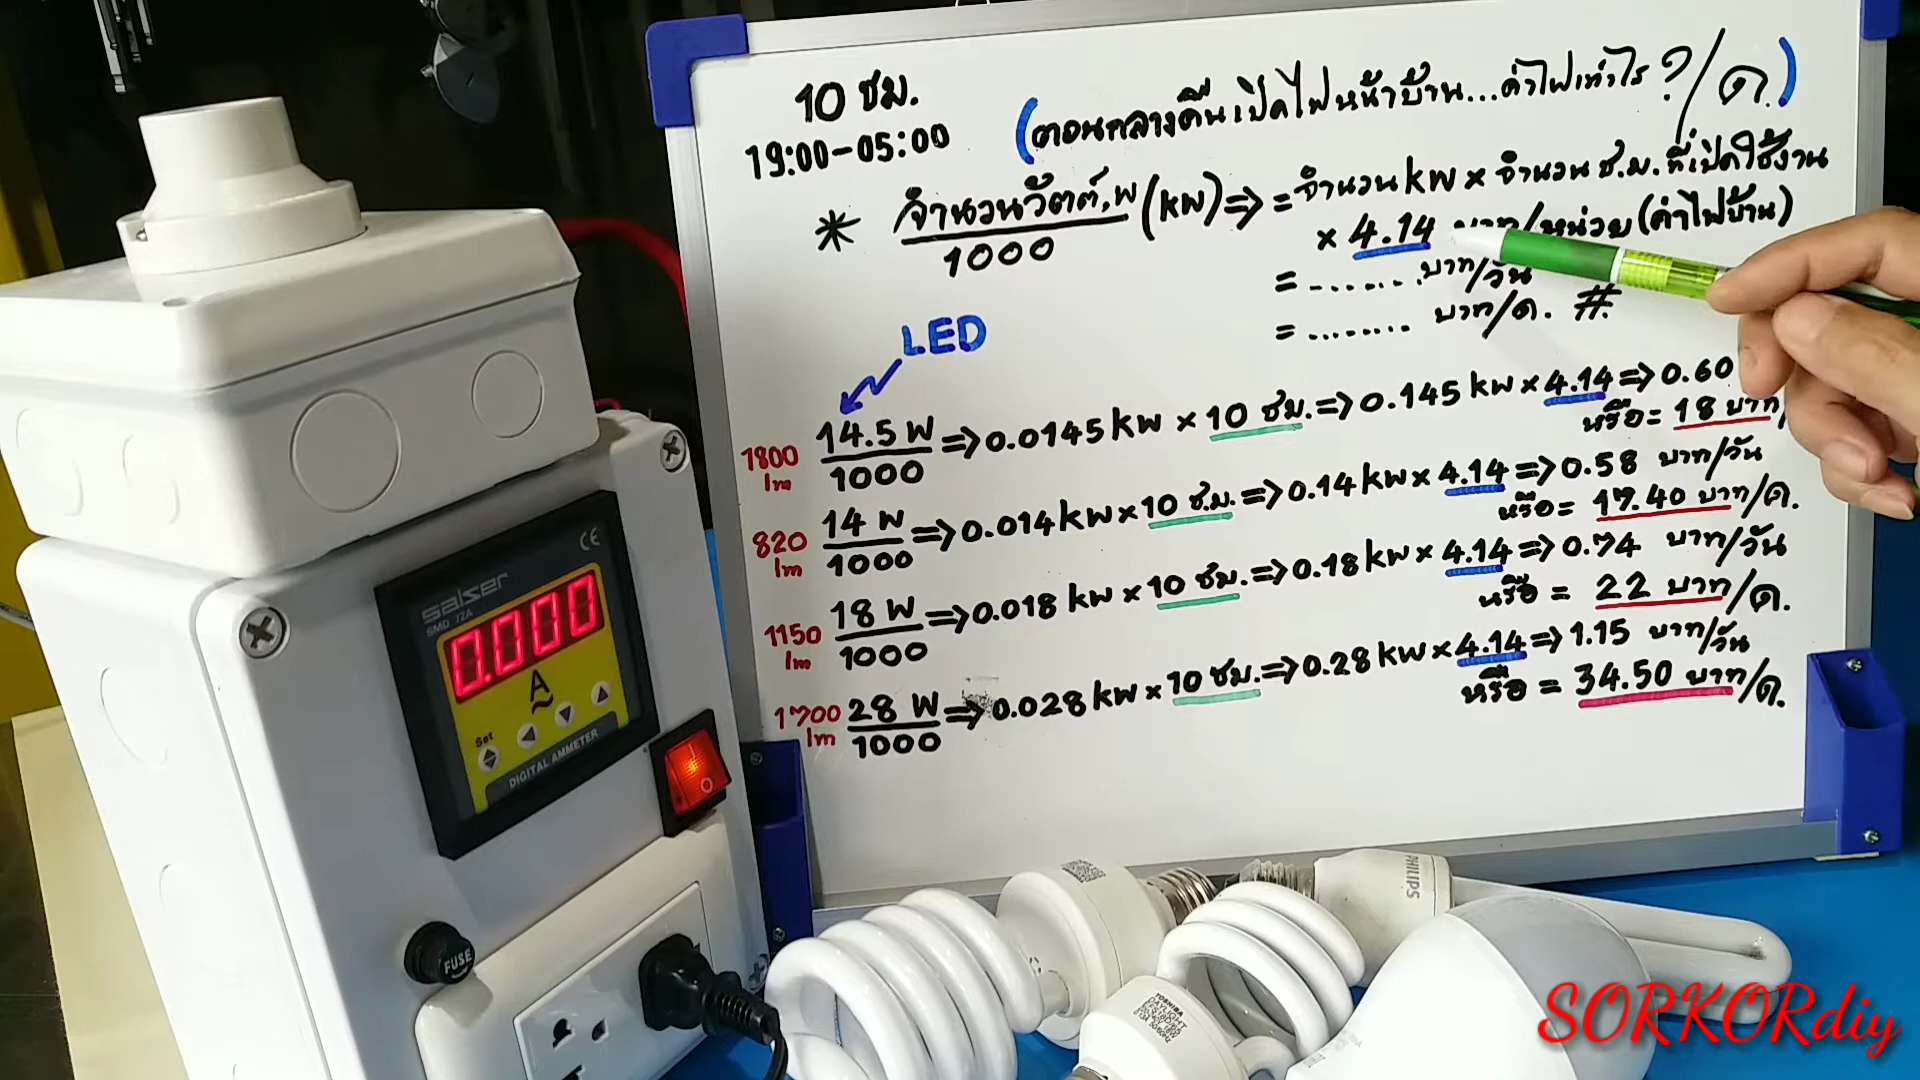 10 ชม.
19:00-05:00
(ตอนกลางคืนเปิดไฟหน้าบ้าน...ค่าไฟเท่าไร ?/ด.)
* จำนวนวัตต์,W (kW) ⇒ = จำนวน kW × จำนวน ช.ม. ที่เปิดใช้งาน
1000
× 4.14 บาท/หน่วย (ค่าไฟบ้าน)
= ........บาท/วัน
= ........ บาท/ด. #
LED
1800 lm 14.5 W ⇒ 0.0145 kW × 10 ชม. ⇒ 0.145 kW × 4.14 ⇒ 0.60
1000
หรือ = 18 บาท/
820 lm 14 W ⇒ 0.014 kW × 10 ชม. ⇒ 0.14 kW × 4.14 ⇒ 0.58 บาท/วัน
1000
หรือ = 17.40 บาท/ด.
1150 lm 18 W ⇒ 0.018 kW × 10 ชม. ⇒ 0.18 kW × 4.14 ⇒ 0.74 บาท/วัน
1000
หรือ = 22 บาท/ด.
1700 lm 28 W ⇒ 0.028 kW × 10 ชม. ⇒ 0.28 kW × 4.14 ⇒ 1.15 บาท/วัน
1000
หรือ = 34.50 บาท/ด.
CE
salzer
SMD 72A
0.000
A
Set
DIGITAL AMMETER
FUSE
PHILIPS
TOSHIBA
DAYLIGHT
SORKORdiy